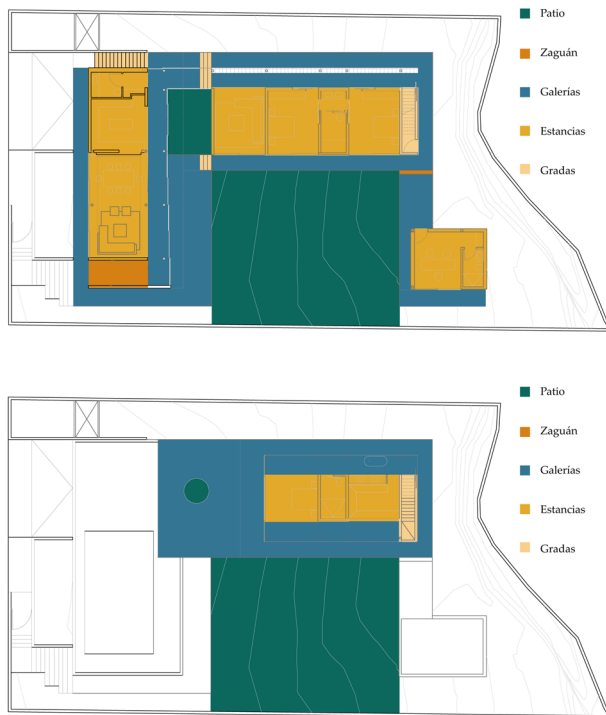 Patio
Zaguán
Galerías
Estancias
Gradas
Patio
Zaguán
Galerías
Estancias
Gradas